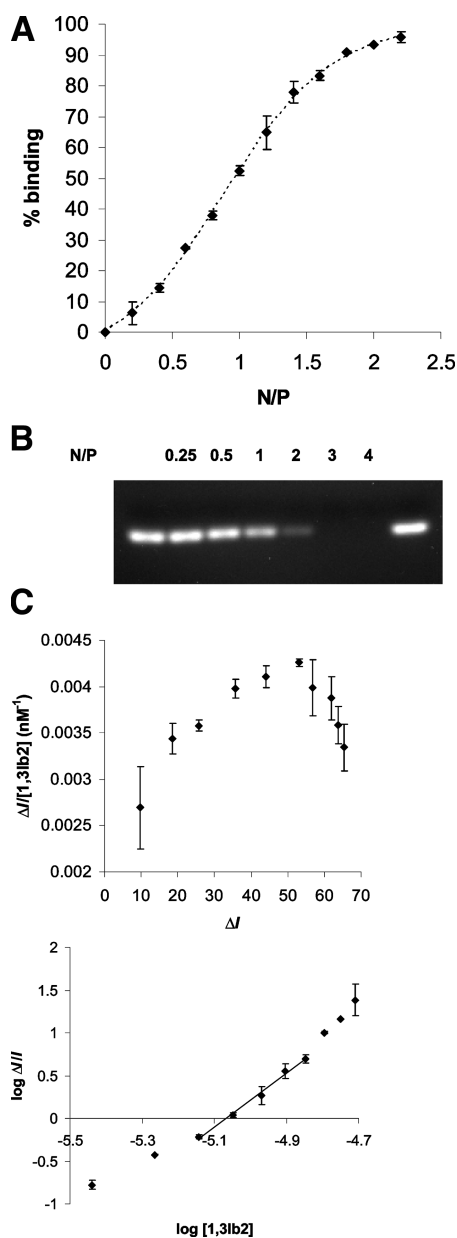 A
100
90
80
70
60
50
40
30
20
10
0
% binding
0 0.5 1 1.5 2 2.5
N/P
B
N/P 0.25 0.5 1 2 3 4
C
0.0045
0.004
0.0035
0.003
0.0025
0.002
ΔI/[1,3lb2] (nM⁻¹)
0 10 20 30 40 50 60 70
ΔI
2
1.5
1
0.5
0
-0.5
-1
log ΔI/I
-5.5 -5.3 -5.1 -4.9 -4.7
log [1,3lb2]